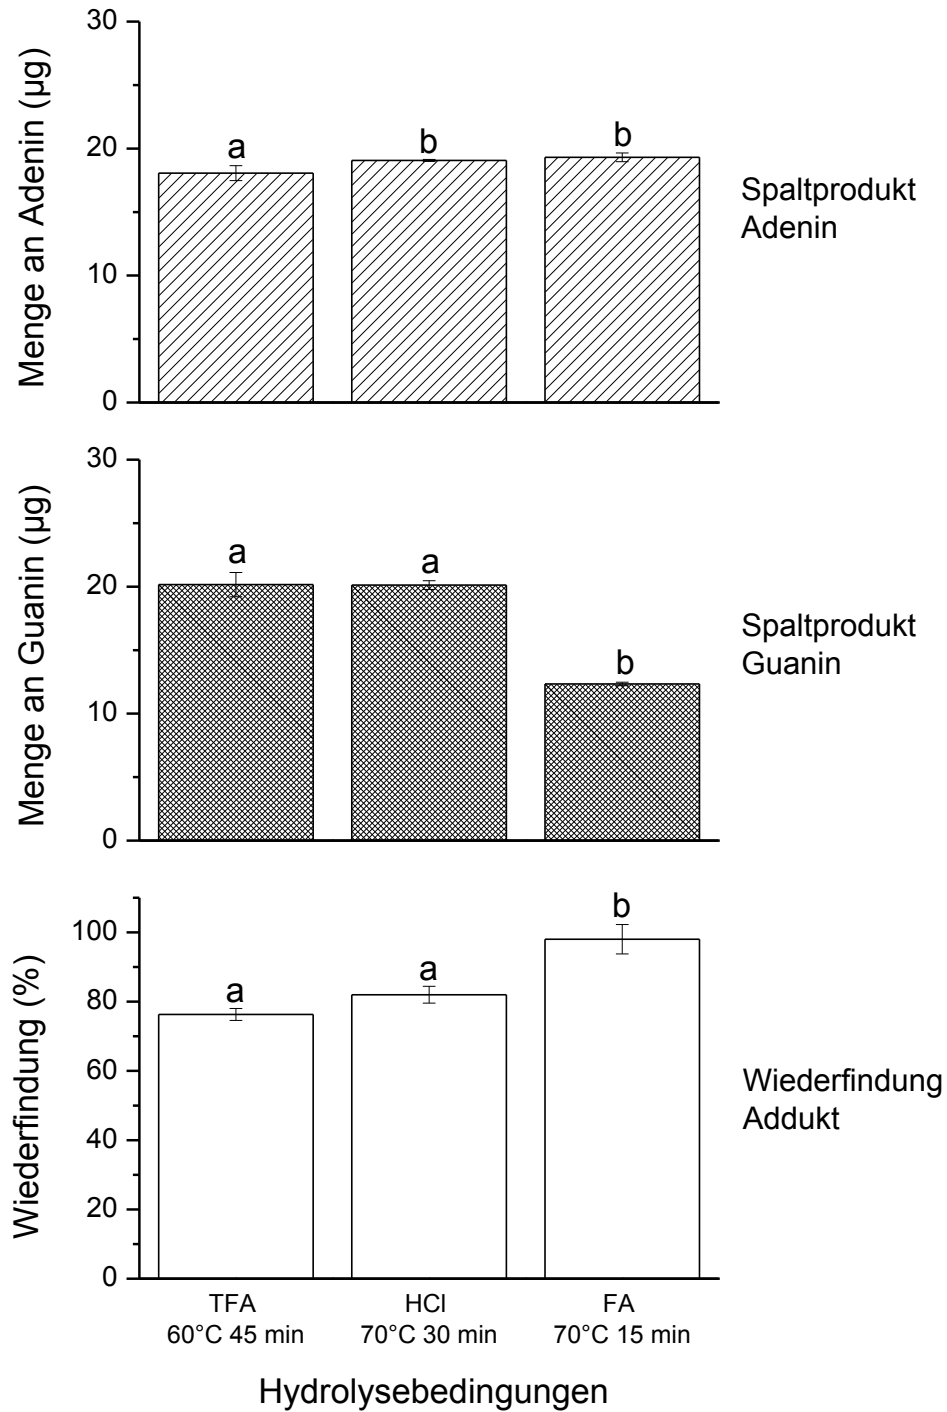 Menge an Adenin (µg)
30
20
10
0
a
b
b
Spaltprodukt
Adenin
Menge an Guanin (µg)
30
20
10
0
a
a
b
Spaltprodukt
Guanin
Wiederfindung (%)
100
80
60
40
20
0
a
a
b
Wiederfindung
Addukt
TFA
60°C 45 min
HCl
70°C 30 min
FA
70°C 15 min
Hydrolysebedingungen